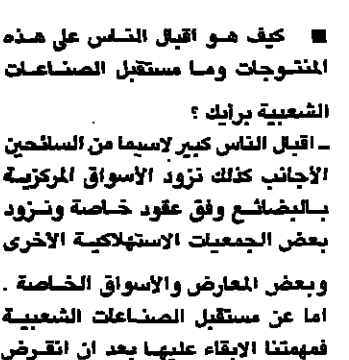 ■ كيف هو اقبال الناس على هذه
المنتوجات وما مستقبل الصناعات
الشعبية برأيك ؟
ـ اقبال الناس كبير لاسيما من السائحين
الأجانب كذلك نزود الأسواق المركزية
بالبضائع وفق عقود خاصة ونزود
بعض الجمعيات الاستهلاكية الأخرى
وبعض المعارض والأسواق الخاصة .
اما عن مستقبل الصناعات الشعبية
فمهمتنا الابقاء عليها بعد ان انقرض